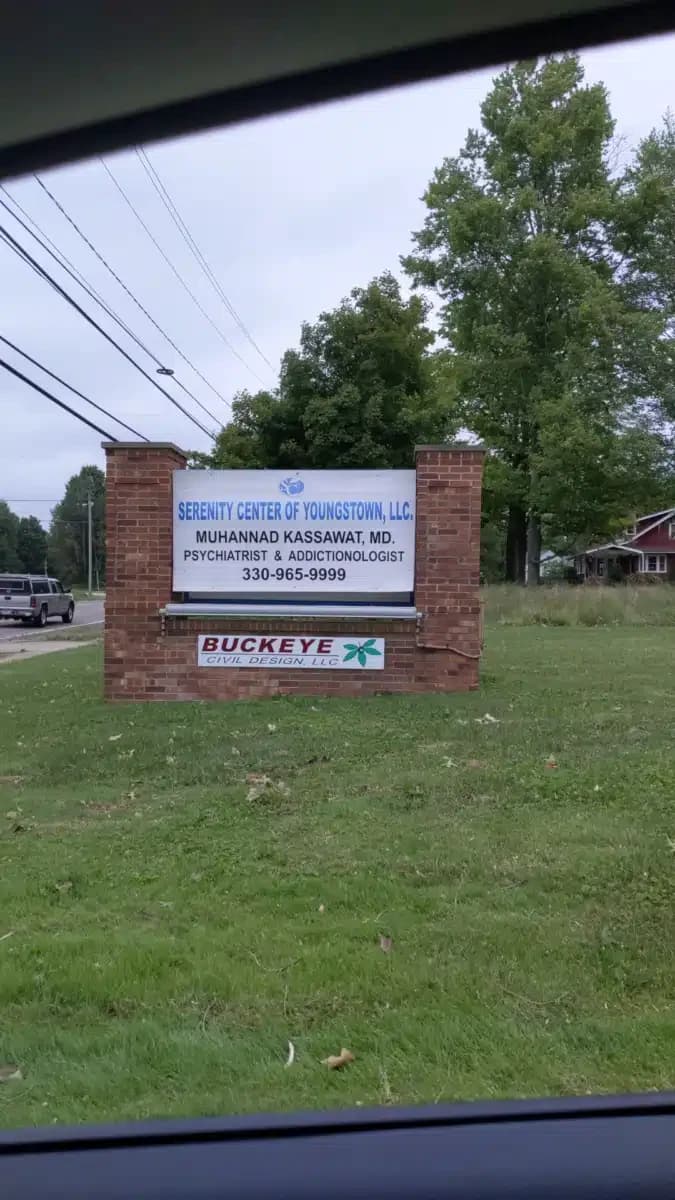 SERENITY CENTER OF YOUNGSTOWN, LLC.
MUHANNAD KASSAWAT, MD.
PSYCHIATRIST & ADDICTIONOLOGIST
330-965-9999
BUCKEYE
CIVIL DESIGN, LLC